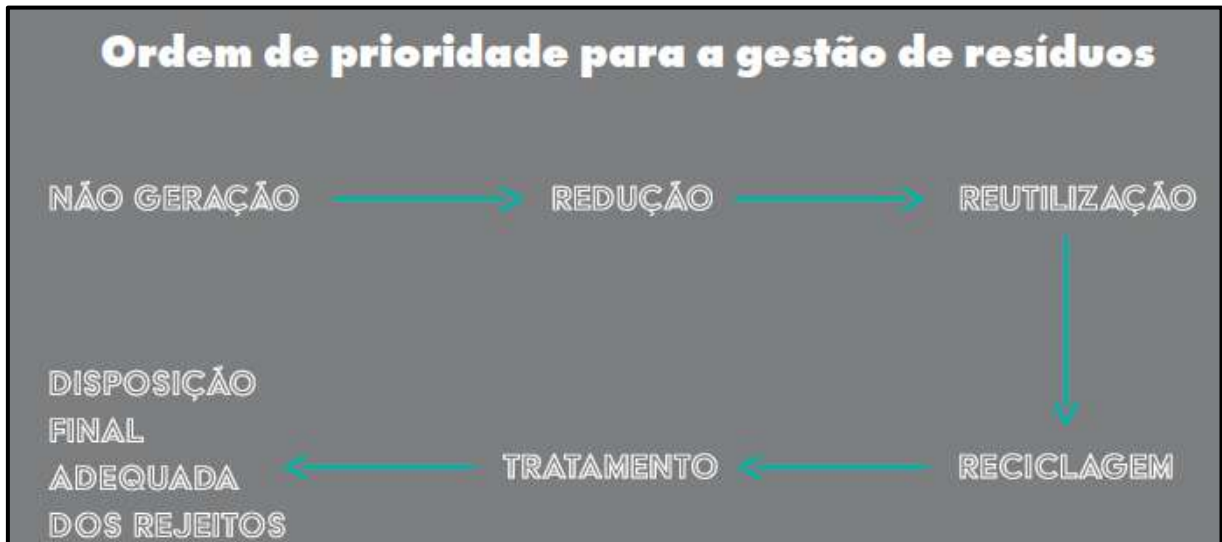 Ordem de prioridade para a gestão de resíduos
NÃO GERAÇÃO
REDUÇÃO
REUTILIZAÇÃO
RECICLAGEM
TRATAMENTO
DISPOSIÇÃO
FINAL
ADEQUADA
DOS REJEITOS